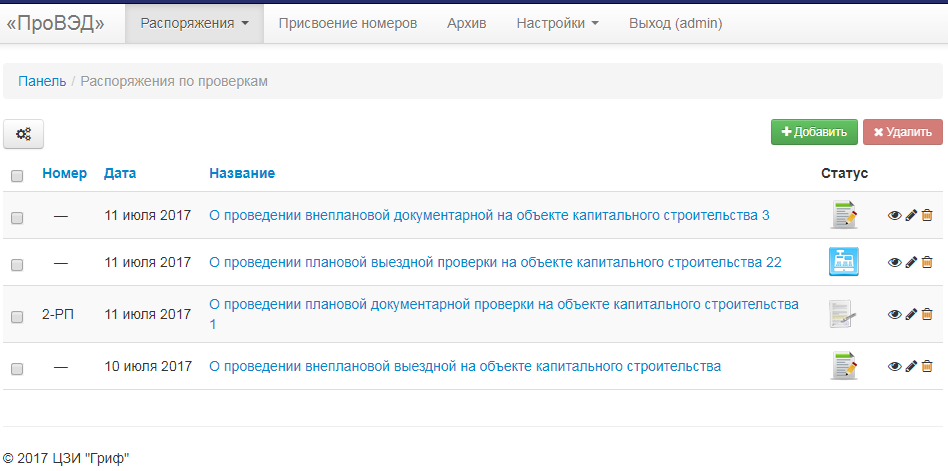 «ПроВЭД» Распоряжения Присвоение номеров Архив Настройки Выход (admin)
Панель / Распоряжения по проверкам
Добавить Удалить
Номер Дата Название Статус
— 11 июля 2017 О проведении внеплановой документарной на объекте капитального строительства 3
— 11 июля 2017 О проведении плановой выездной проверки на объекте капитального строительства 22
2-РП 11 июля 2017 О проведении плановой документарной проверки на объекте капитального строительства
1
— 10 июля 2017 О проведении внеплановой выездной на объекте капитального строительства
© 2017 ЦЗИ "Гриф"